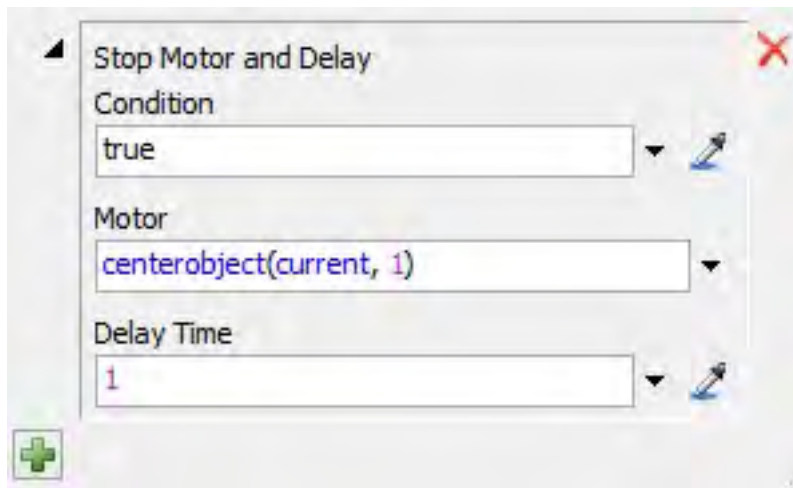 Stop Motor and Delay
Condition
true
Motor
centerobject(current, 1)
Delay Time
1